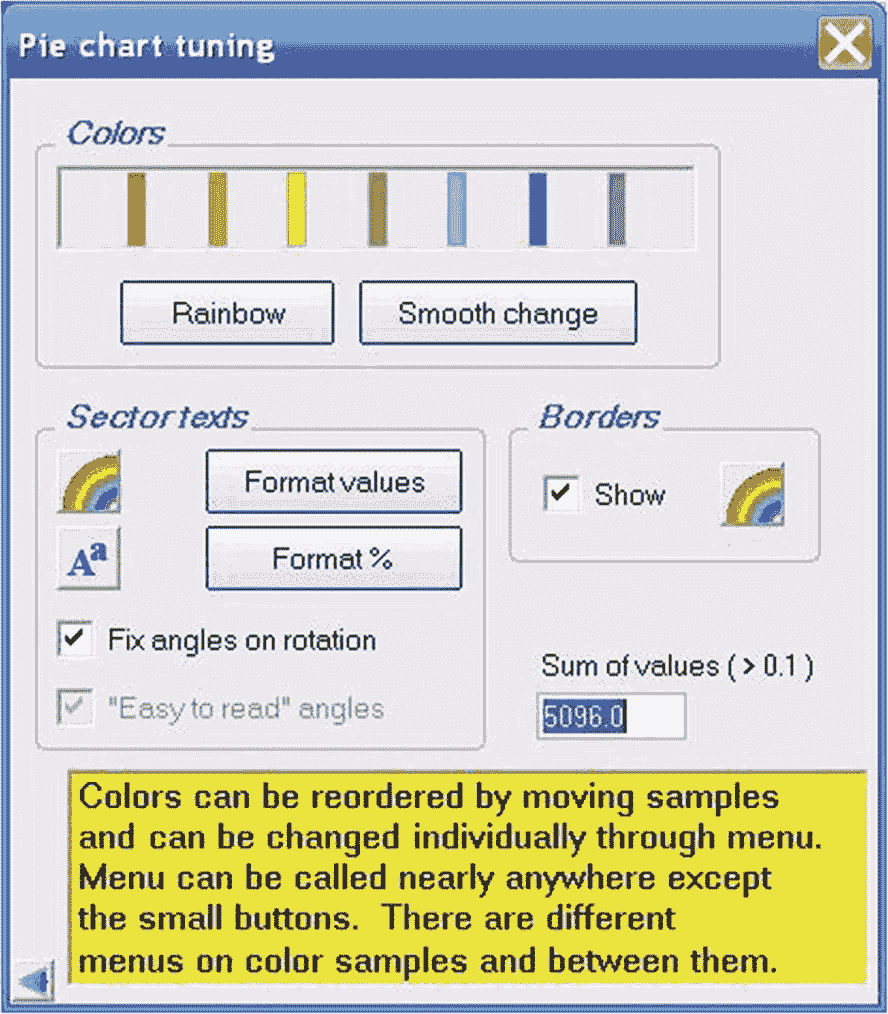 Pie chart tuning
Colors
Rainbow
Smooth change
Sector texts
Format values
Aa
Format %
Fix angles on rotation
"Easy to read" angles
Borders
Show
Sum of values ( > 0.1 )
5096.0
Colors can be reordered by moving samples
and can be changed individually through menu.
Menu can be called nearly anywhere except
the small buttons.  There are different
menus on color samples and between them.